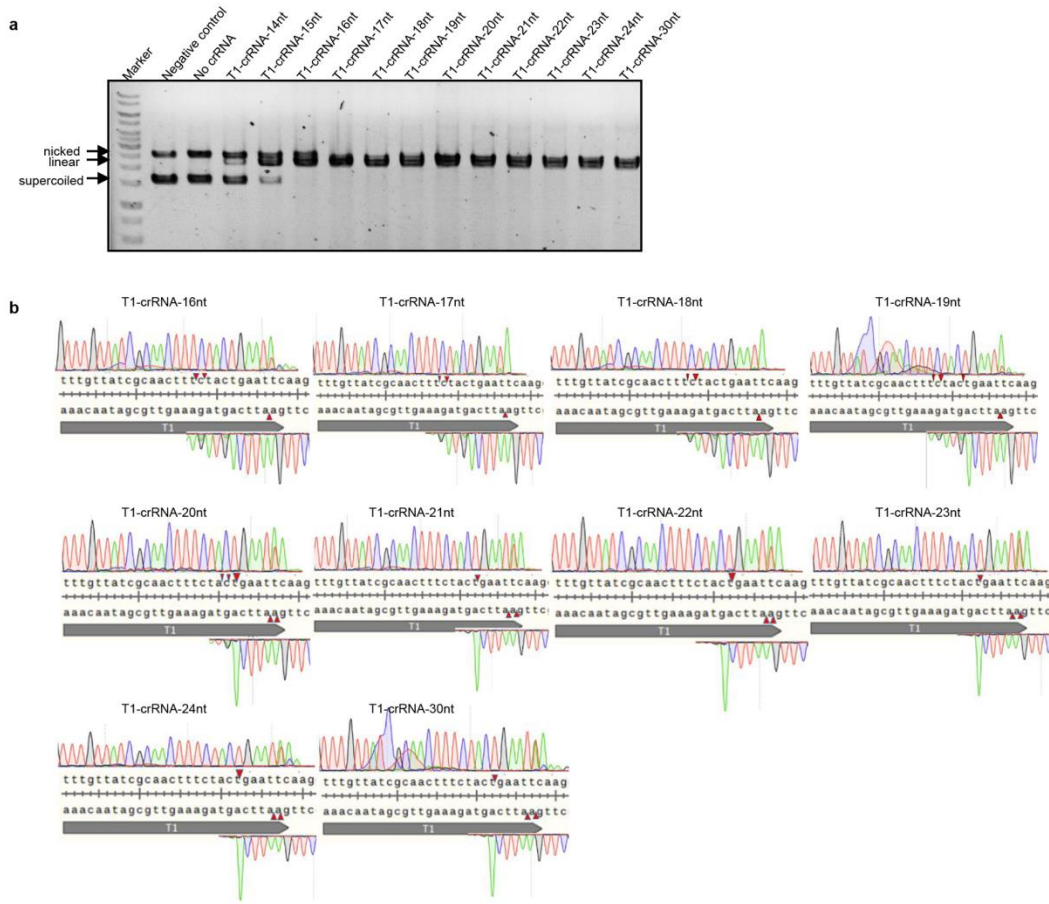 a
Marker
Negative control
No crRNA
T1-crRNA-14nt
T1-crRNA-15nt
T1-crRNA-16nt
T1-crRNA-17nt
T1-crRNA-18nt
T1-crRNA-19nt
T1-crRNA-20nt
T1-crRNA-21nt
T1-crRNA-22nt
T1-crRNA-23nt
T1-crRNA-24nt
T1-crRNA-30nt
nicked
linear
supercoiled
b
T1-crRNA-16nt
tttgttatcgcaactttctactgaattcaag
aaacaatagcgttgaaagatgacttaagttc
T1
T1-crRNA-17nt
tttgttatcgcaactttctactgaattcaag
aaacaatagcgttgaaagatgacttaagttc
T1
T1-crRNA-18nt
tttgttatcgcaactttctactgaattcaag
aaacaatagcgttgaaagatgacttaagttc
T1
T1-crRNA-19nt
tttgttatcgcaactttctactgaattcaag
aaacaatagcgttgaaagatgacttaagttc
T1
T1-crRNA-20nt
tttgttatcgcaactttctactgaattcaag
aaacaatagcgttgaaagatgacttaagttc
T1
T1-crRNA-21nt
tttgttatcgcaactttctactgaattcaag
aaacaatagcgttgaaagatgacttaagttc
T1
T1-crRNA-22nt
tttgttatcgcaactttctactgaattcaag
aaacaatagcgttgaaagatgacttaagttc
T1
T1-crRNA-23nt
tttgttatcgcaactttctactgaattcaag
aaacaatagcgttgaaagatgacttaagttc
T1
T1-crRNA-24nt
tttgttatcgcaactttctactgaattcaag
aaacaatagcgttgaaagatgacttaagttc
T1
T1-crRNA-30nt
tttgttatcgcaactttctactgaattcaag
aaacaatagcgttgaaagatgacttaagttc
T1